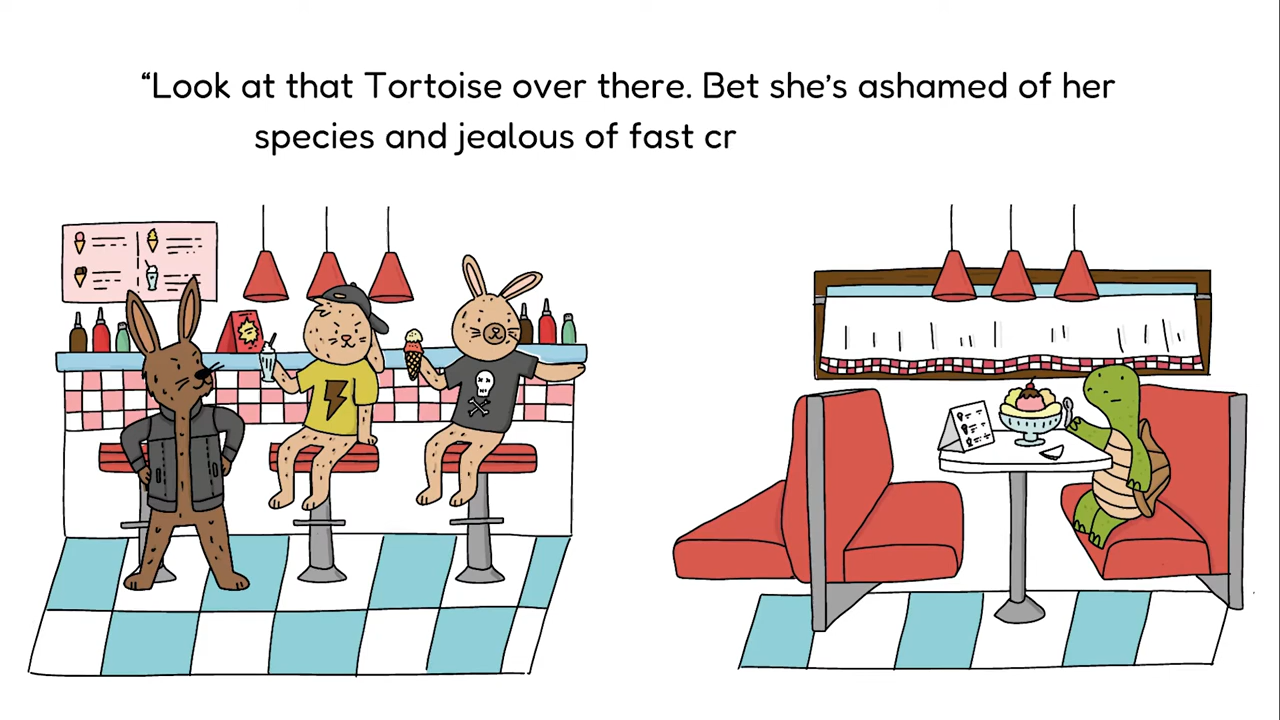 “Look at that Tortoise over there. Bet she’s ashamed of her
species and jealous of fast cr